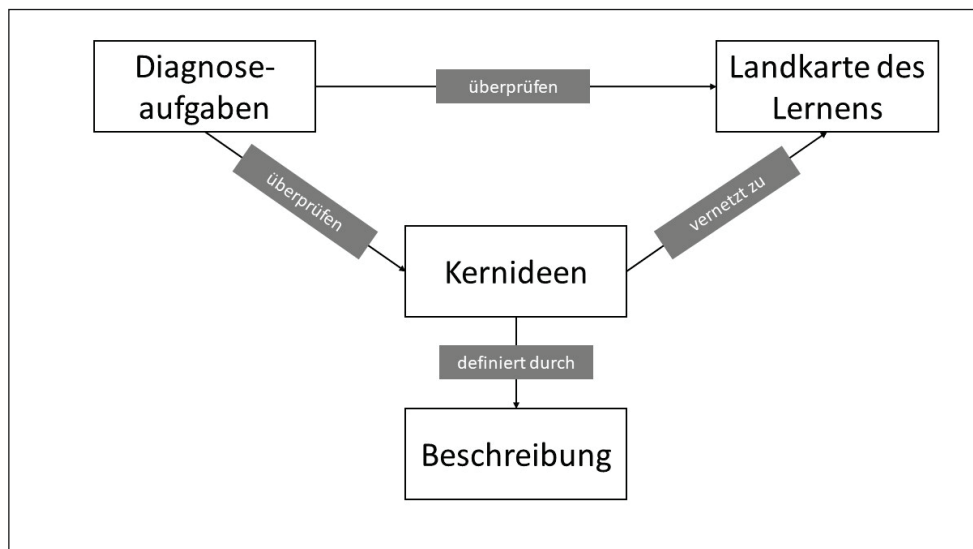 Diagnose-
aufgaben
überprüfen
Landkarte des
Lernens
überprüfen
vernetzt zu
Kernideen
definiert durch
Beschreibung